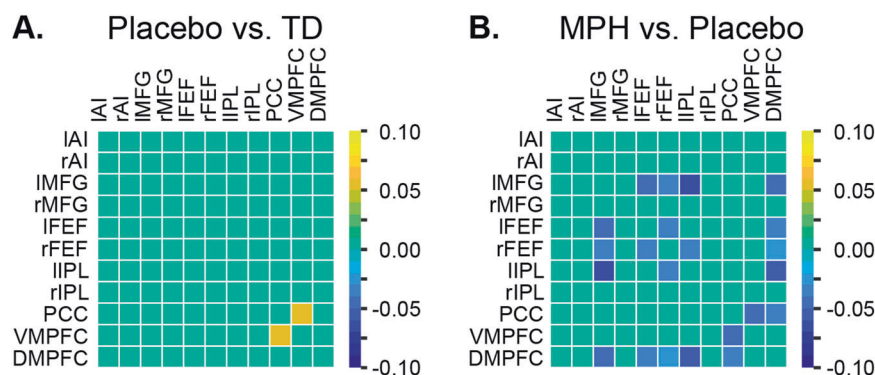 A. Placebo vs. TD
lAI rAI lMFG rMFG lFEF rFEF lIPL rIPL PCC VMPFC DMPFC
lAI
rAI
lMFG
rMFG
lFEF
rFEF
lIPL
rIPL
PCC
VMPFC
DMPFC
0.10
0.05
0.00
-0.05
-0.10
B. MPH vs. Placebo
lAI rAI lMFG rMFG lFEF rFEF lIPL rIPL PCC VMPFC DMPFC
lAI
rAI
lMFG
rMFG
lFEF
rFEF
lIPL
rIPL
PCC
VMPFC
DMPFC
0.10
0.05
0.00
-0.05
-0.10